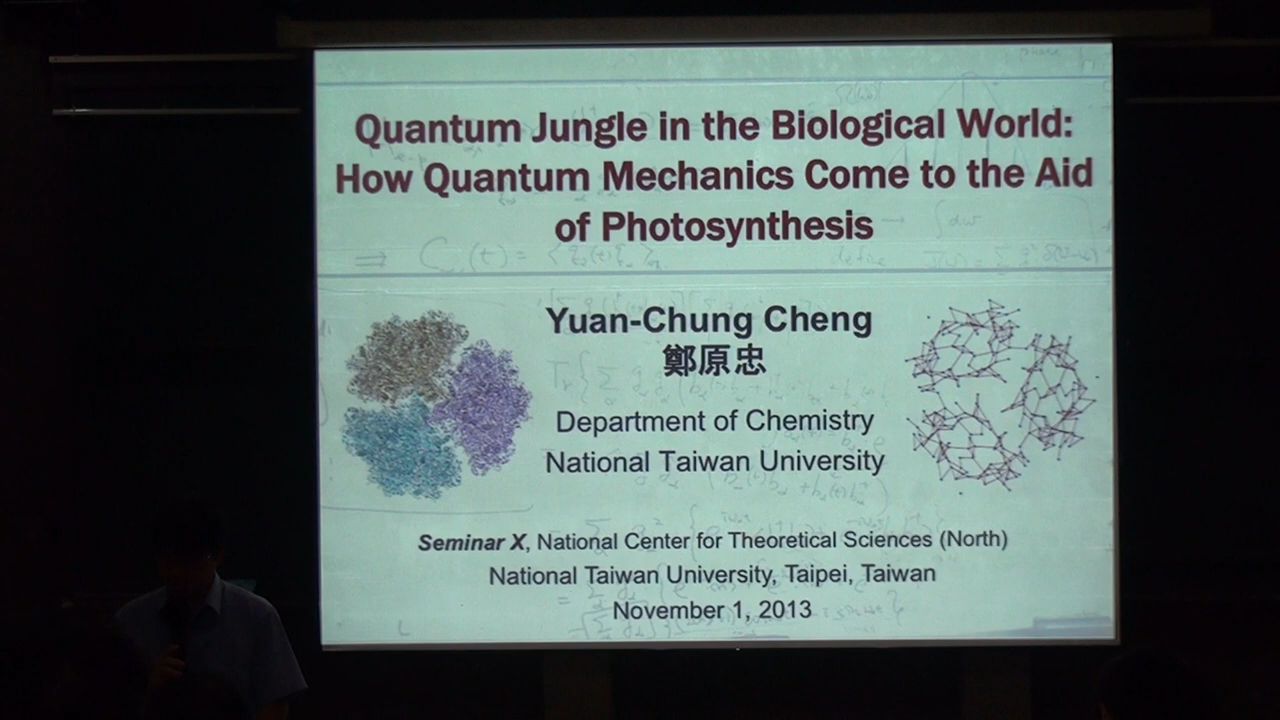 Quantum Jungle in the Biological World:
How Quantum Mechanics Come to the Aid
of Photosynthesis
Yuan-Chung Cheng
鄭原忠
Department of Chemistry
National Taiwan University
Seminar X, National Center for Theoretical Sciences (North)
National Taiwan University, Taipei, Taiwan
November 1, 2013